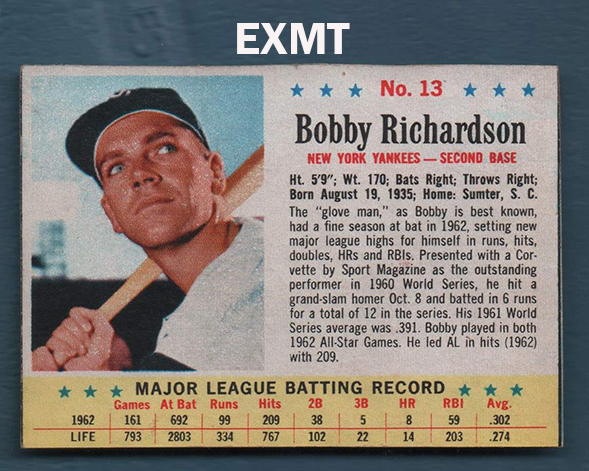 EXMT
No. 13
Bobby Richardson
NEW YORK YANKEES — SECOND BASE
Ht. 5'9"; Wt. 170; Bats Right; Throws Right;
Born August 19, 1935; Home: Sumter, S. C.
The "glove man," as Bobby is best known,
had a fine season at bat in 1962, setting new
major league highs for himself in runs, hits,
doubles, HRs and RBIs. Presented with a Cor-
vette by Sport Magazine as the outstanding
performer in 1960 World Series, he hit a
grand-slam homer Oct. 8 and batted in 6 runs
for a total of 12 in the series. His 1961 World
Series average was .391. Bobby played in both
1962 All-Star Games. He led AL in hits (1962)
with 209.
MAJOR LEAGUE BATTING RECORD
Games At Bat Runs Hits 2B 3B HR RBI Avg.
1962 161 692 99 209 38 5 8 59 .302
LIFE 793 2803 334 767 102 22 14 203 .274